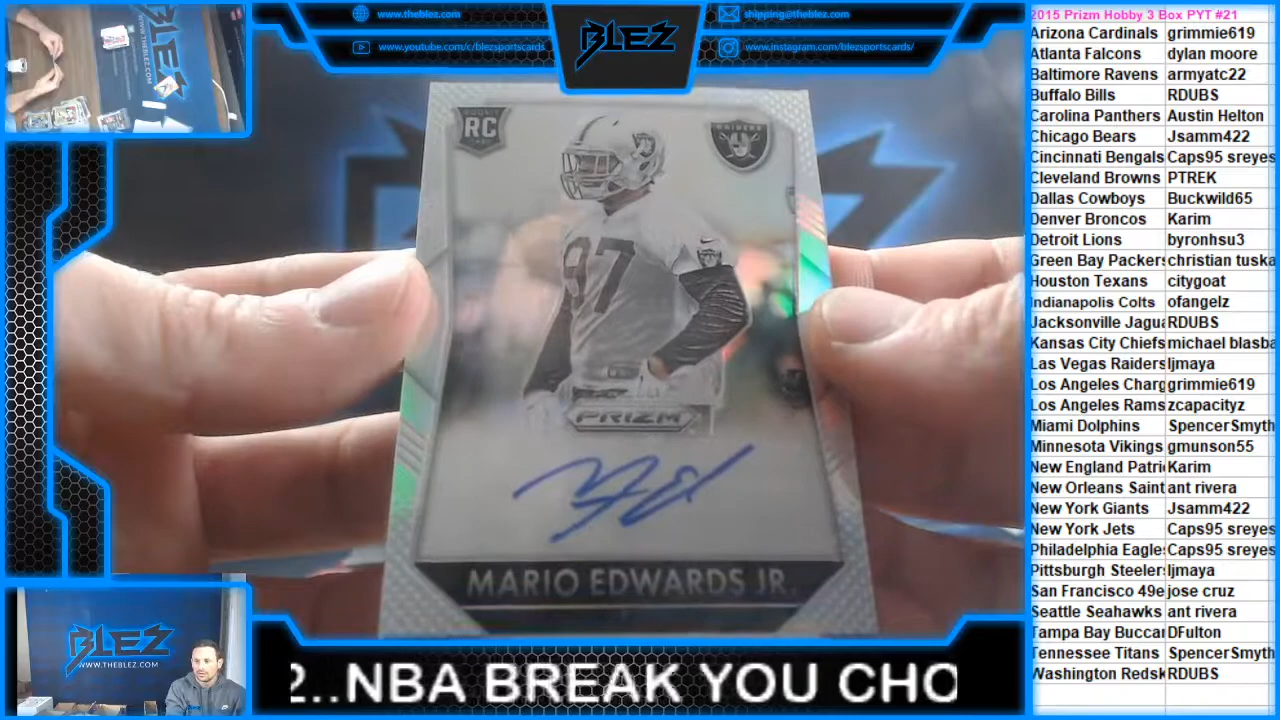 www.theblez.com
www.youtube.com/c/blezsportscards
BLEZ
shipping@theblez.com
www.instagram.com/blezsportscards/
RC
RAIDERS
97
PRIZM
MARIO EDWARDS JR.
BLEZ
WWW.THEBLEZ.COM
2..NBA BREAK YOU CHO
2015 Prizm Hobby 3 Box PYT #21
Arizona Cardinals grimmie619
Atlanta Falcons dylan moore
Baltimore Ravens armyatc22
Buffalo Bills RDUBS
Carolina Panthers Austin Helton
Chicago Bears Jsamm422
Cincinnati Bengals Caps95 sreyes
Cleveland Browns PTREK
Dallas Cowboys Buckwild65
Denver Broncos Karim
Detroit Lions byronhsu3
Green Bay Packers christian tuska
Houston Texans citygoat
Indianapolis Colts ofangelz
Jacksonville Jagua RDUBS
Kansas City Chiefs michael blasba
Las Vegas Raiders ljmaya
Los Angeles Charg grimmie619
Los Angeles Rams zcapacityz
Miami Dolphins SpencerSmyth
Minnesota Vikings gmunson55
New England Patri Karim
New Orleans Saint ant rivera
New York Giants Jsamm422
New York Jets Caps95 sreyes
Philadelphia Eagle Caps95 sreyes
Pittsburgh Steeler ljmaya
San Francisco 49e jose cruz
Seattle Seahawks ant rivera
Tampa Bay Buccar DFulton
Tennessee Titans SpencerSmyth
Washington Redsk RDUBS